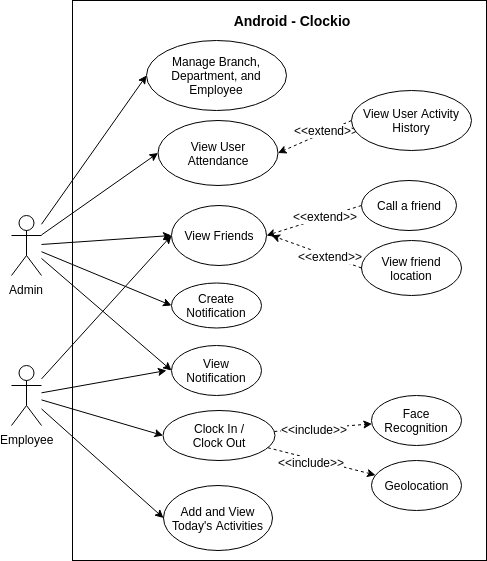 Android - Clockio
Manage Branch,
Department, and
Employee
View User Activity
History
<<extend>>
View User
Attendance
Call a friend
<<extend>>
View Friends
<<extend>>
View friend
location
Admin
Create
Notification
View
Notification
Face
Recognition
Clock In /
Clock Out
<<include>>
Employee
<<include>>
Geolocation
Add and View
Today's Activities